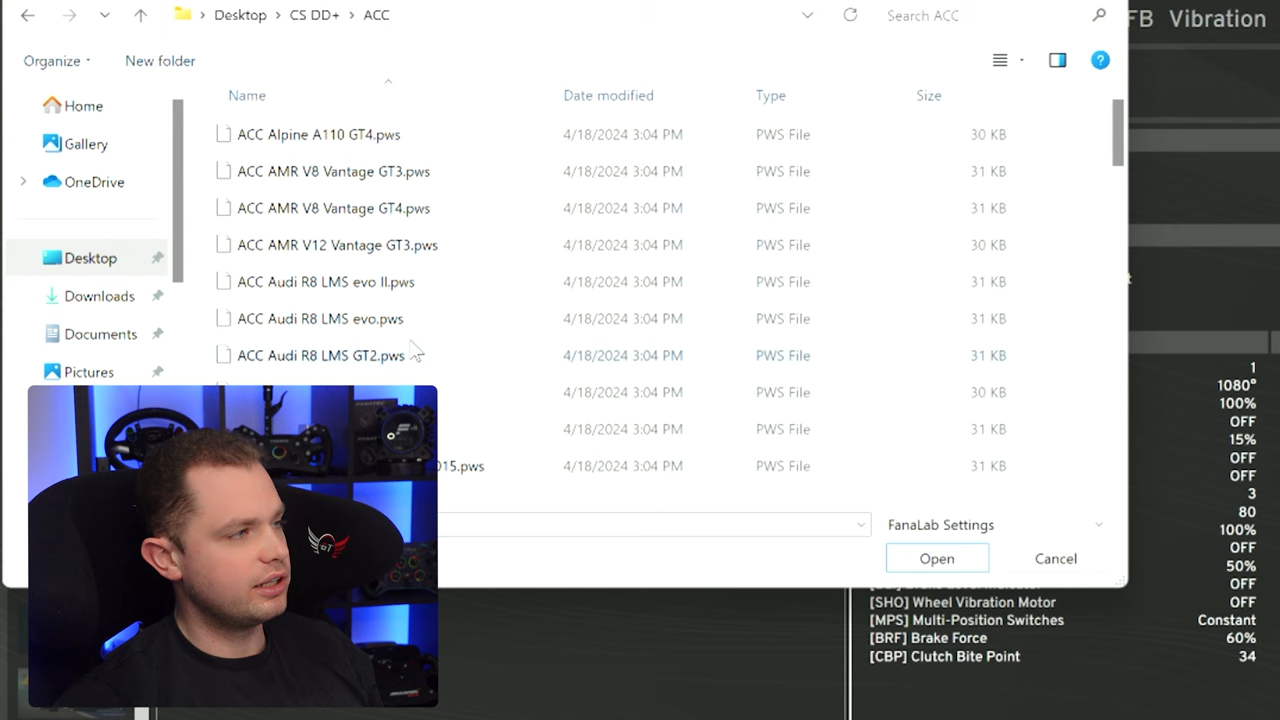 Desktop > CS DD+ > ACC
Search ACC
FB Vibration
Organize
New folder
Home
Gallery
OneDrive
Desktop
Downloads
Documents
Pictures
Name Date modified Type Size
ACC Alpine A110 GT4.pws 4/18/2024 3:04 PM PWS File 30 KB
ACC AMR V8 Vantage GT3.pws 4/18/2024 3:04 PM PWS File 31 KB
ACC AMR V8 Vantage GT4.pws 4/18/2024 3:04 PM PWS File 31 KB
ACC AMR V12 Vantage GT3.pws 4/18/2024 3:04 PM PWS File 30 KB
ACC Audi R8 LMS evo II.pws 4/18/2024 3:04 PM PWS File 31 KB
ACC Audi R8 LMS evo.pws 4/18/2024 3:04 PM PWS File 31 KB
ACC Audi R8 LMS GT2.pws 4/18/2024 3:04 PM PWS File 31 KB
4/18/2024 3:04 PM PWS File 30 KB
4/18/2024 3:04 PM PWS File 31 KB
015.pws 4/18/2024 3:04 PM PWS File 31 KB
FanaLab Settings
Open
Cancel
1
1080°
100%
OFF
15%
OFF
OFF
3
80
100%
OFF
50%
OFF
[SHO] Wheel Vibration Motor OFF
[MPS] Multi-Position Switches Constant
[BRF] Brake Force 60%
[CBP] Clutch Bite Point 34